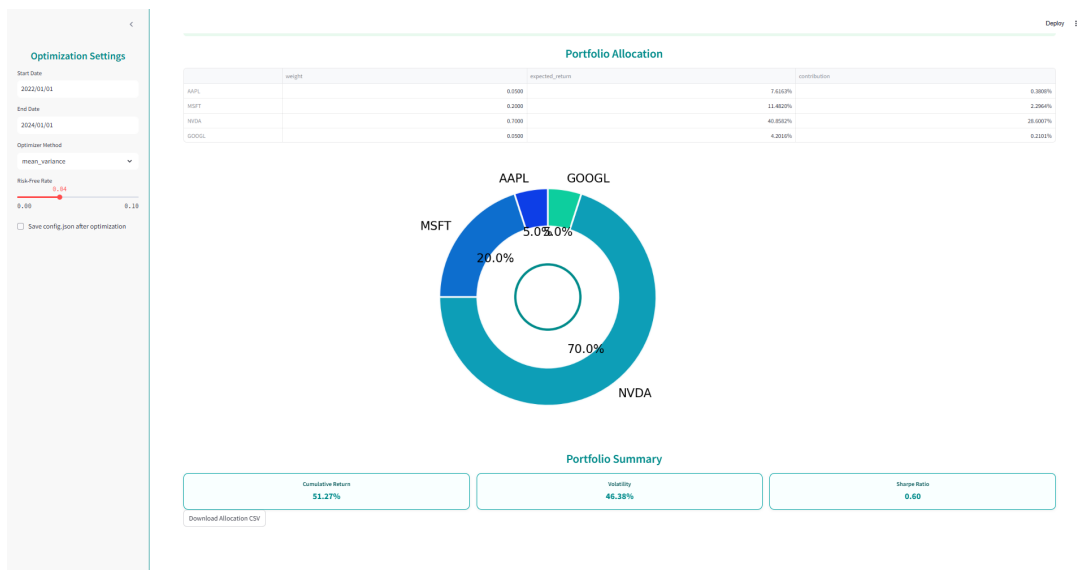 Deploy
Optimization Settings
Start Date
2022/01/01
End Date
2024/01/01
Optimizer Method
mean_variance
Risk-Free Rate
0.04
0.00 0.10
Save config.json after optimization
Portfolio Allocation
weight expected_return contribution
AAPL 0.0500 7.6163% 0.3808%
MSFT 0.2000 11.4820% 2.2964%
NVDA 0.7000 40.8582% 28.6007%
GOOGL 0.0500 4.2016% 0.2101%
AAPL GOOGL
MSFT
5.0% 5.0%
20.0%
70.0%
NVDA
Portfolio Summary
Cumulative Return Volatility Sharpe Ratio
51.27% 46.38% 0.60
Download Allocation CSV